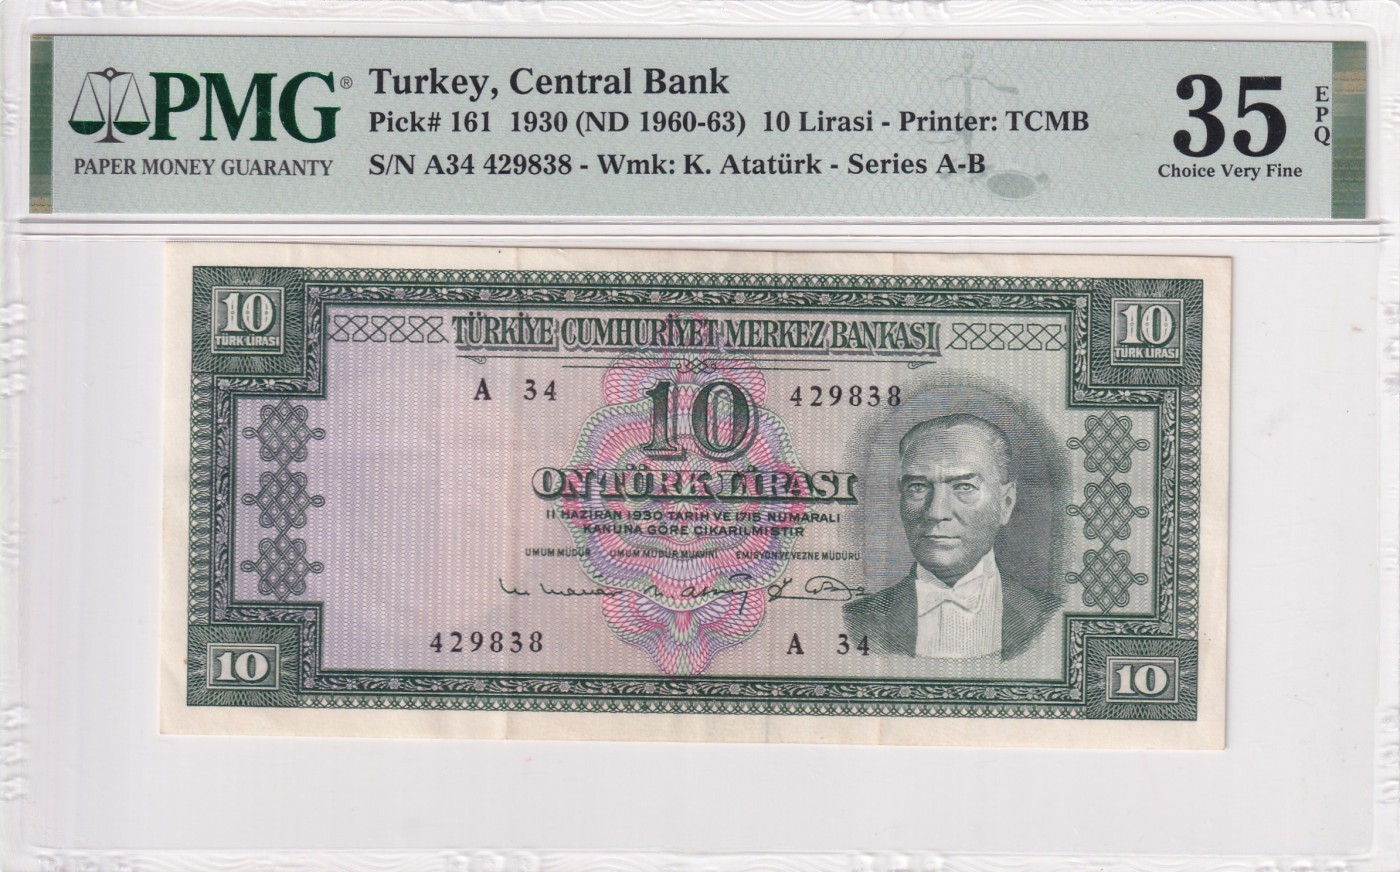 PMG®
PAPER MONEY GUARANTY
Turkey, Central Bank
Pick# 161 1930 (ND 1960-63) 10 Lirasi - Printer: TCMB
S/N A34 429838 - Wmk: K. Atatürk - Series A-B
35
EPQ
Choice Very Fine
10
TÜRK LİRASI
10
TÜRK LİRASI
TÜRKİYE CUMHURİYET MERKEZ BANKASI
A 34
429838
10
ON TÜRK LİRASI
11 HAZİRAN 1930 TARİH VE 1715 NUMARALI
KANUNA GÖRE ÇIKARILMIŞTIR
UMUM MÜDÜR UMUM MÜDÜR MUAVİNİ EMİSYON VE VEZNE MÜDÜRÜ
429838
A 34
10
10